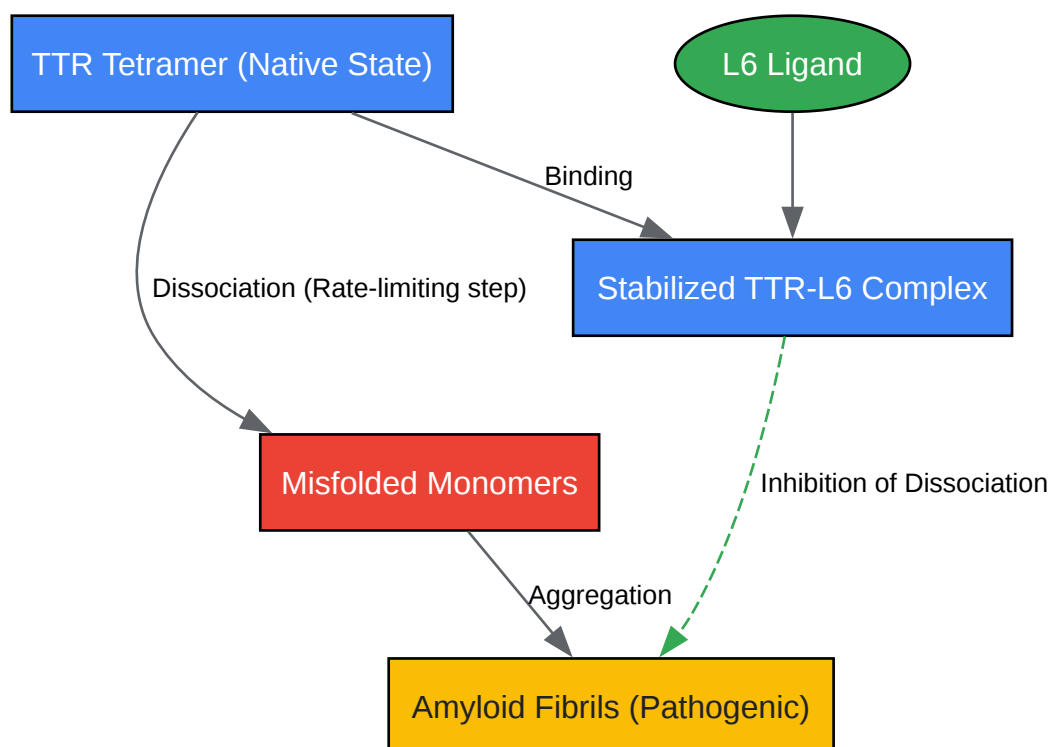 TTR Tetramer (Native State)
L6 Ligand
Binding
Dissociation (Rate-limiting step)
Stabilized TTR-L6 Complex
Misfolded Monomers
Inhibition of Dissociation
Aggregation
Amyloid Fibrils (Pathogenic)